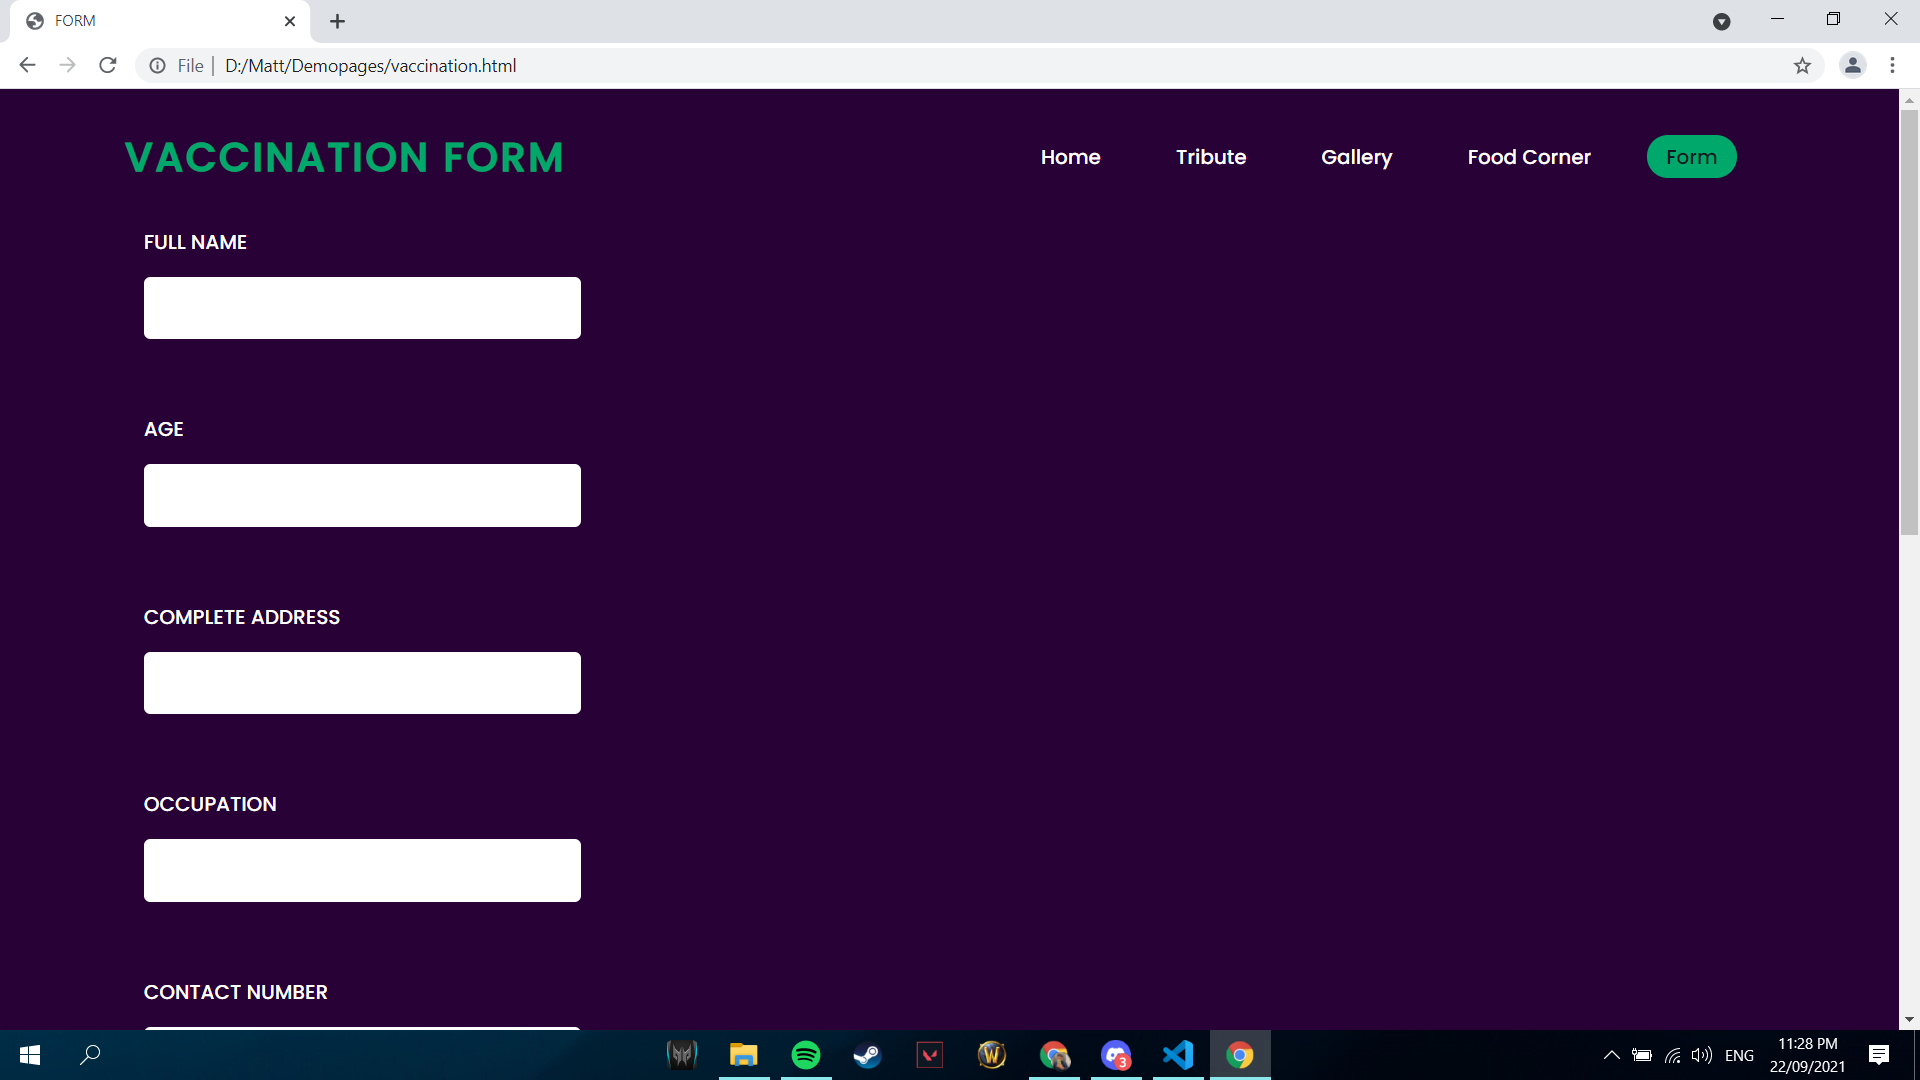 FORM
File
D:/Matt/Demopages/vaccination.html
VACCINATION FORM
Home
Tribute
Gallery
Food Corner
Form
FULL NAME
AGE
COMPLETE ADDRESS
OCCUPATION
CONTACT NUMBER
W
3
ENG
11:28 PM
22/09/2021